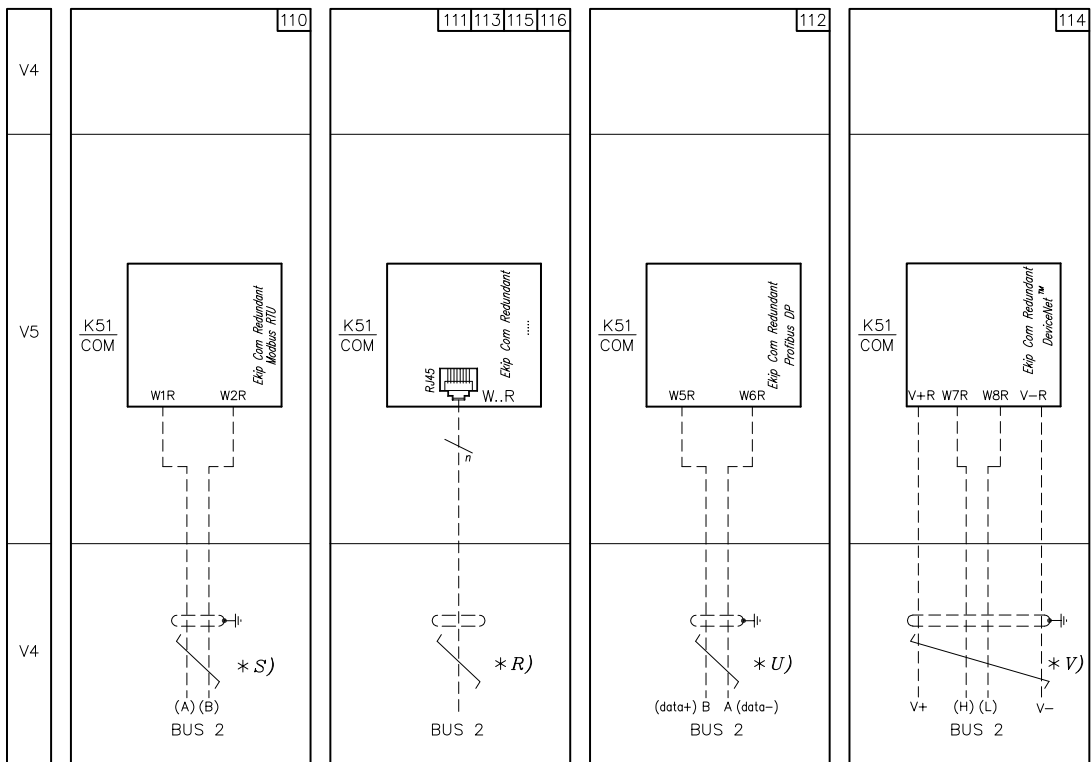 V4
V5
V4
110
K51
COM
Ekip Com Redundant
Modbus RTU
W1R W2R
* S)
(A) (B)
BUS 2
111 113 115 116
K51
COM
Ekip Com Redundant
.....
RJ45
W..R
n
* R)
BUS 2
112
K51
COM
Ekip Com Redundant
Profibus DP
W5R W6R
* U)
(data+) B A (data-)
BUS 2
114
K51
COM
Ekip Com Redundant
DeviceNet™
V+R W7R W8R V-R
* V)
V+ (H) (L) V-
BUS 2